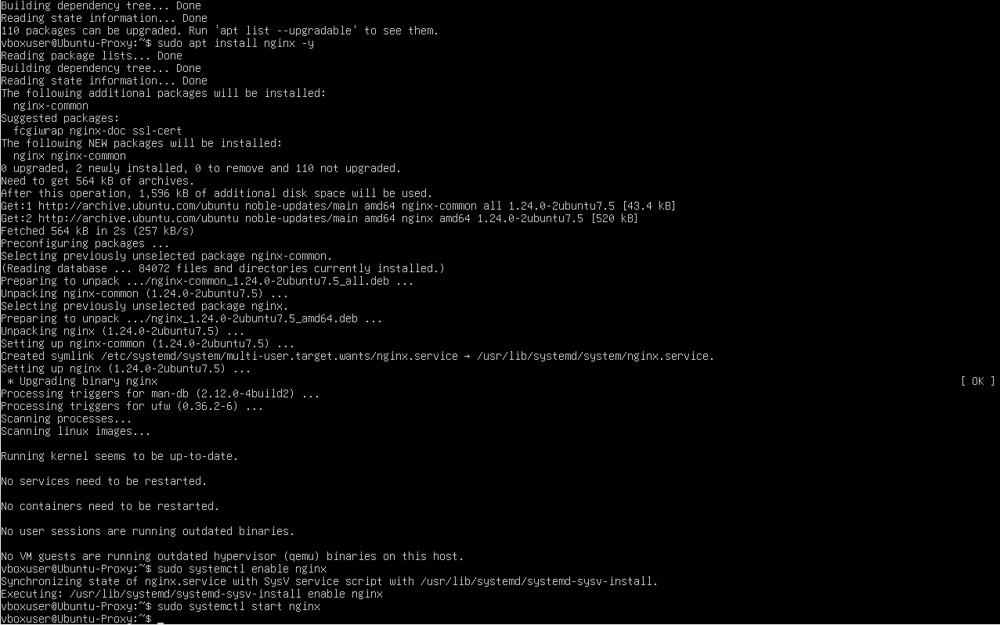 Building dependency tree... Done
Reading state information... Done
110 packages can be upgraded. Run 'apt list --upgradable' to see them.
vboxuser@Ubuntu-Proxy:~$ sudo apt install nginx -y
Reading package lists... Done
Building dependency tree... Done
Reading state information... Done
The following additional packages will be installed:
  nginx-common
Suggested packages:
  fcgiwrap nginx-doc ssl-cert
The following NEW packages will be installed:
  nginx nginx-common
0 upgraded, 2 newly installed, 0 to remove and 110 not upgraded.
Need to get 564 kB of archives.
After this operation, 1,596 kB of additional disk space will be used.
Get:1 http://archive.ubuntu.com/ubuntu noble-updates/main amd64 nginx-common all 1.24.0-2ubuntu7.5 [43.4 kB]
Get:2 http://archive.ubuntu.com/ubuntu noble-updates/main amd64 nginx amd64 1.24.0-2ubuntu7.5 [520 kB]
Fetched 564 kB in 2s (257 kB/s)
Preconfiguring packages ...
Selecting previously unselected package nginx-common.
(Reading database ... 84072 files and directories currently installed.)
Preparing to unpack .../nginx-common_1.24.0-2ubuntu7.5_all.deb ...
Unpacking nginx-common (1.24.0-2ubuntu7.5) ...
Selecting previously unselected package nginx.
Preparing to unpack .../nginx_1.24.0-2ubuntu7.5_amd64.deb ...
Unpacking nginx (1.24.0-2ubuntu7.5) ...
Setting up nginx-common (1.24.0-2ubuntu7.5) ...
Created symlink /etc/systemd/system/multi-user.target.wants/nginx.service → /usr/lib/systemd/system/nginx.service.
Setting up nginx (1.24.0-2ubuntu7.5) ...
 * Upgrading binary nginx [ OK ]
Processing triggers for man-db (2.12.0-4build2) ...
Processing triggers for ufw (0.36.2-6) ...
Scanning processes...
Scanning linux images...
Running kernel seems to be up-to-date.
No services need to be restarted.
No containers need to be restarted.
No user sessions are running outdated binaries.
No VM guests are running outdated hypervisor (qemu) binaries on this host.
vboxuser@Ubuntu-Proxy:~$ sudo systemctl enable nginx
Synchronizing state of nginx.service with SysV service script with /usr/lib/systemd/systemd-sysv-install.
Executing: /usr/lib/systemd/systemd-sysv-install enable nginx
vboxuser@Ubuntu-Proxy:~$ sudo systemctl start nginx
vboxuser@Ubuntu-Proxy:~$ _